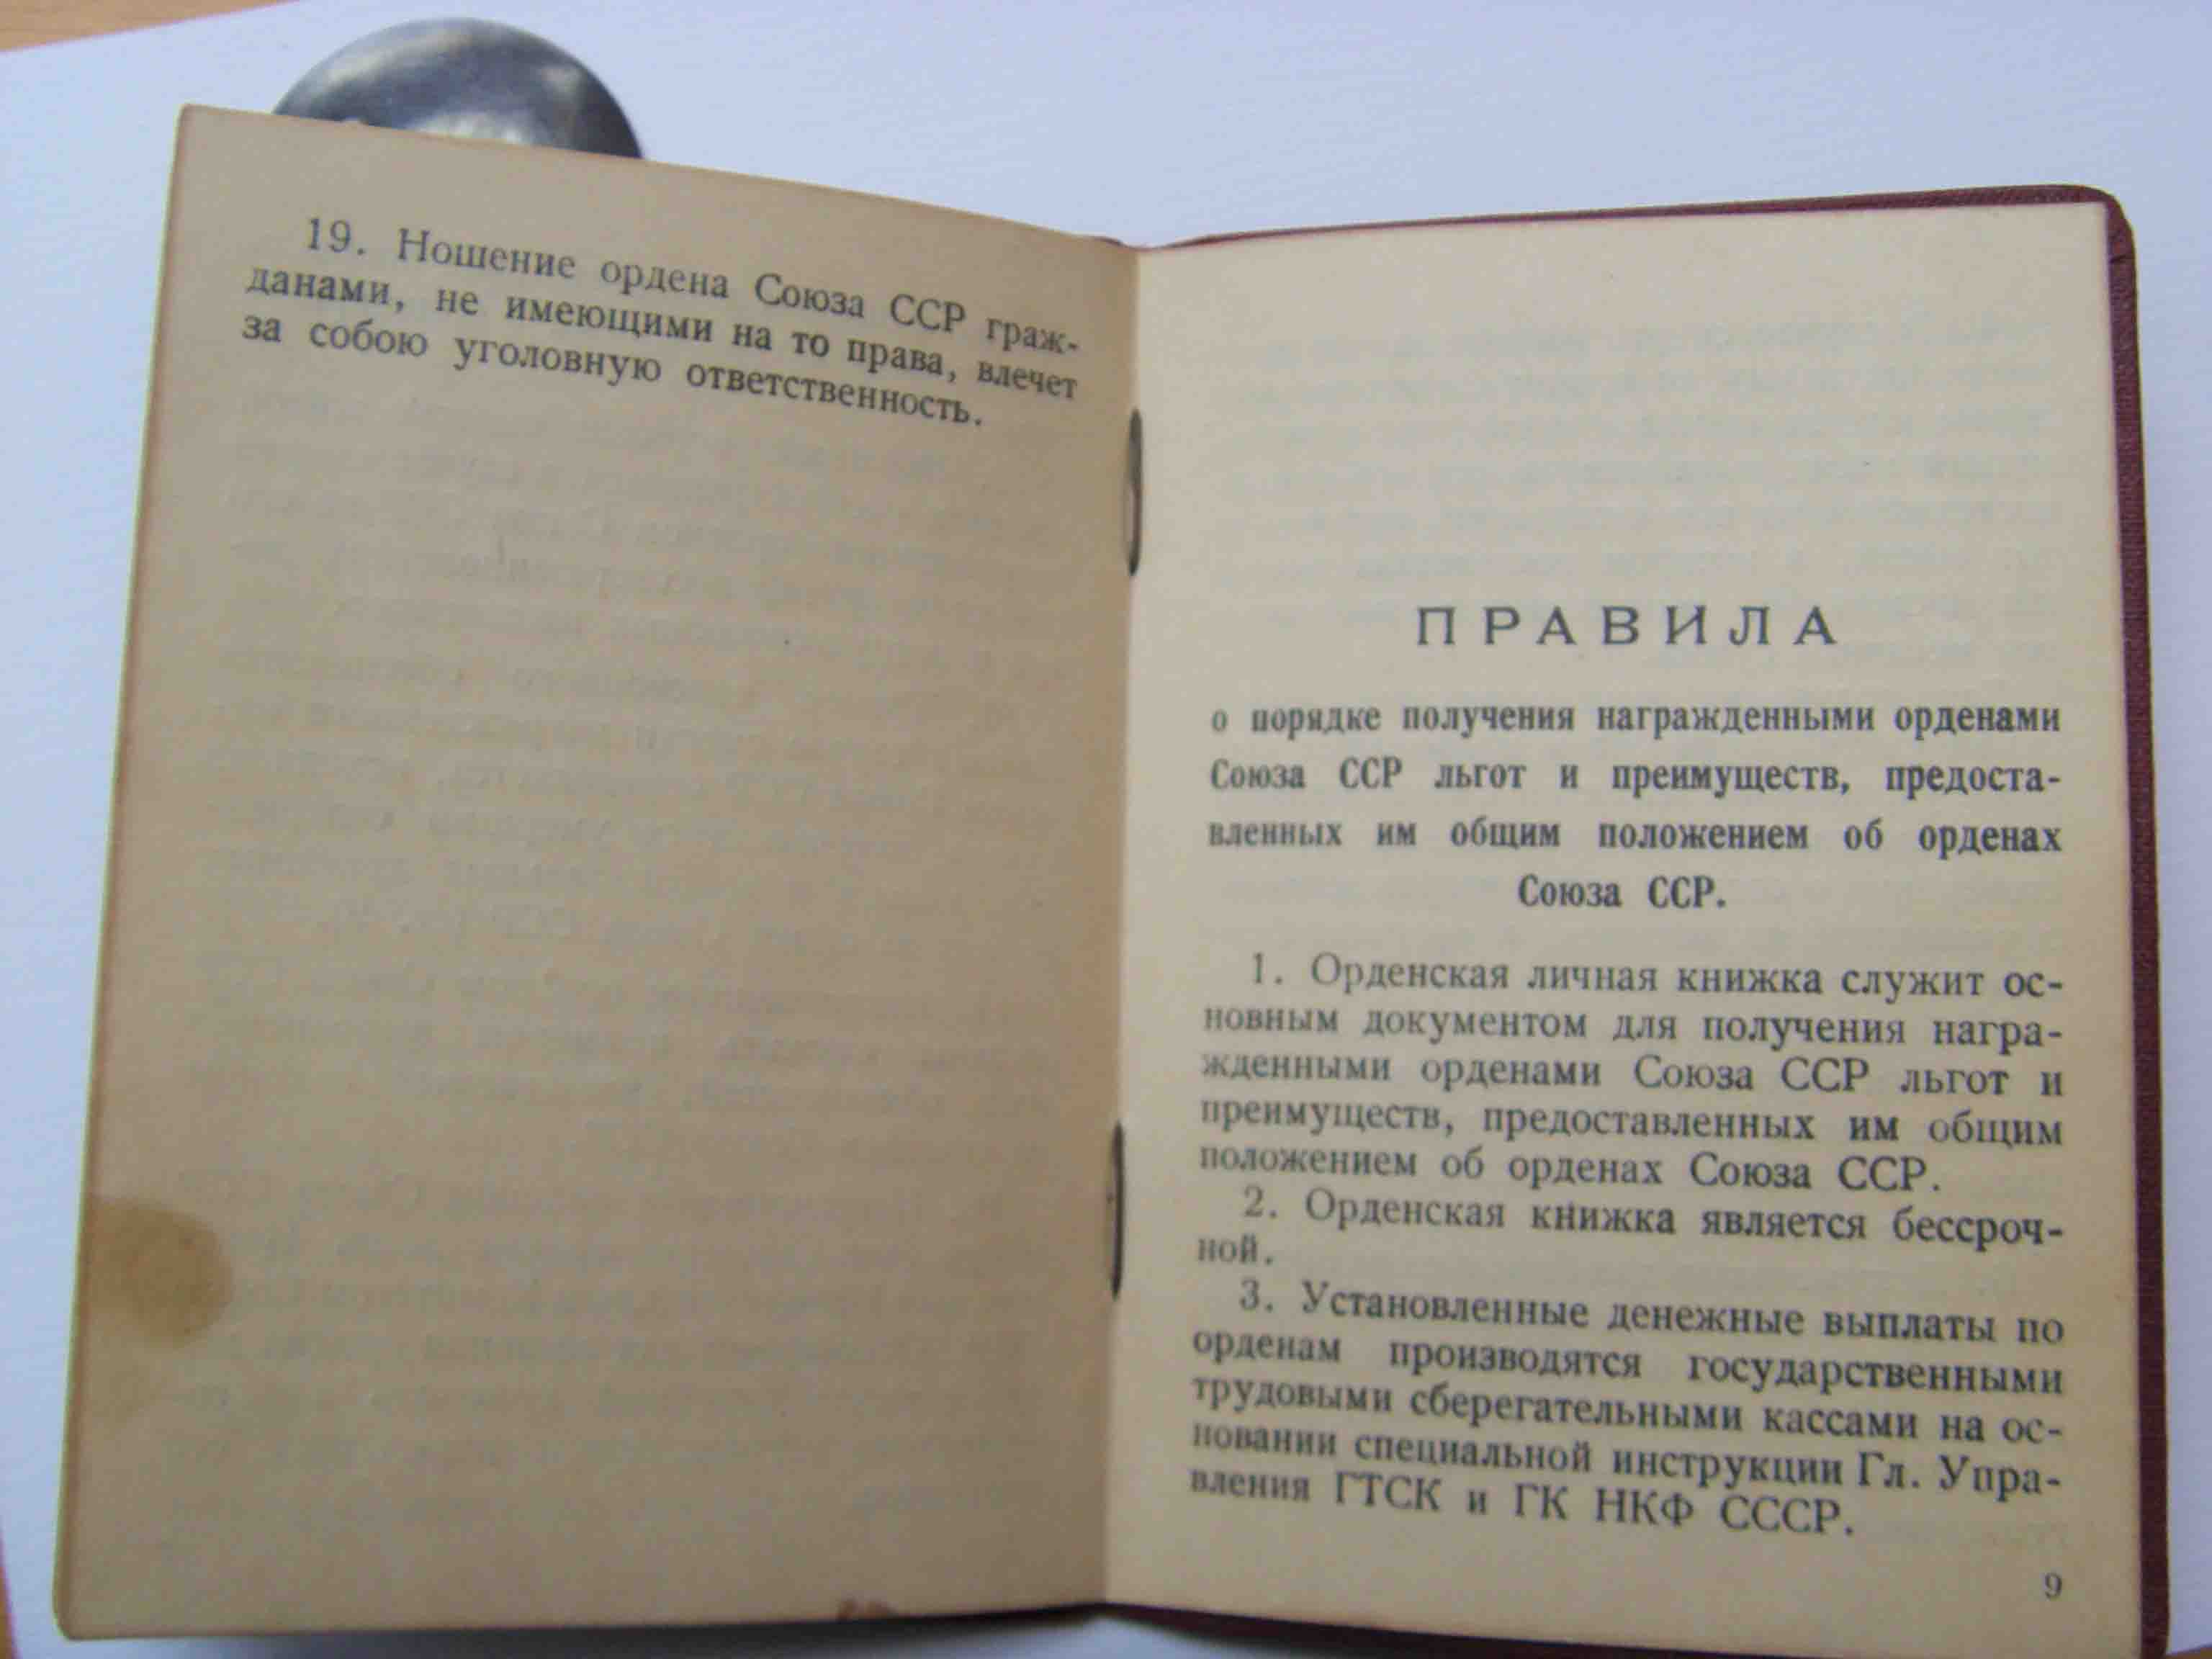 19. Ношение ордена Союза ССР граж-
данами, не имеющими на то права, влечет
за собою уголовную ответственность.
ПРАВИЛА
о порядке получения награжденными орденами
Союза ССР льгот и преимуществ, предоста-
вленных им общим положением об орденах
Союза ССР.
1. Орденская личная книжка служит ос-
новным документом для получения награ-
жденными орденами Союза ССР льгот и
преимуществ, предоставленных им общим
положением об орденах Союза ССР.
2. Орденская книжка является бессроч-
ной.
3. Установленные денежные выплаты по
орденам производятся государственными
трудовыми сберегательными кассами на ос-
новании специальной инструкции Гл. Упра-
вления ГТСК и ГК НКФ СССР.
9